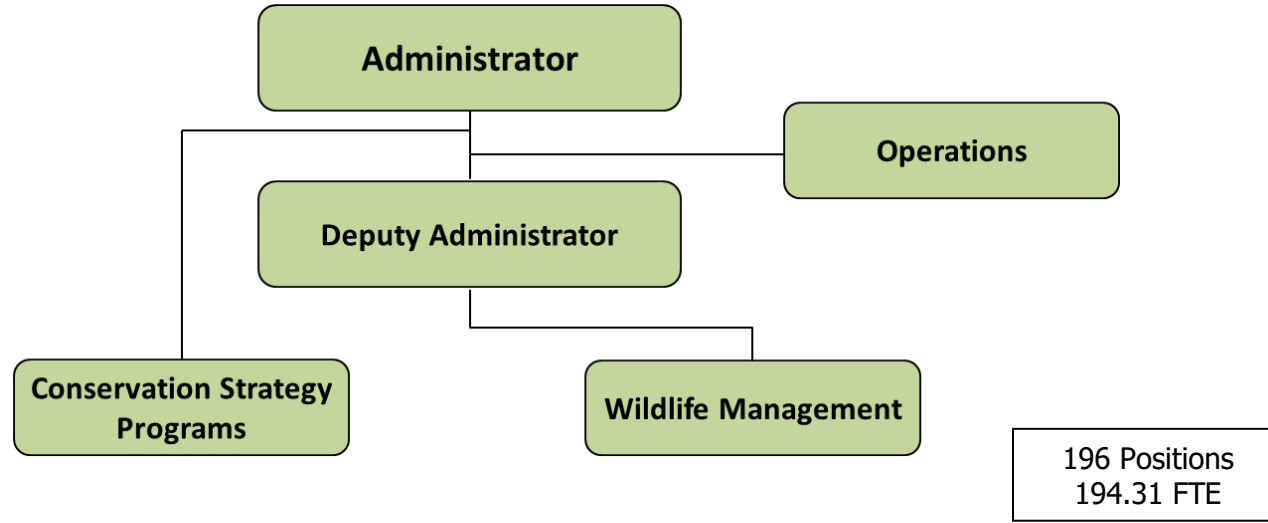 Administrator
Operations
Deputy Administrator
Conservation Strategy
Programs
Wildlife Management
196 Positions
194.31 FTE